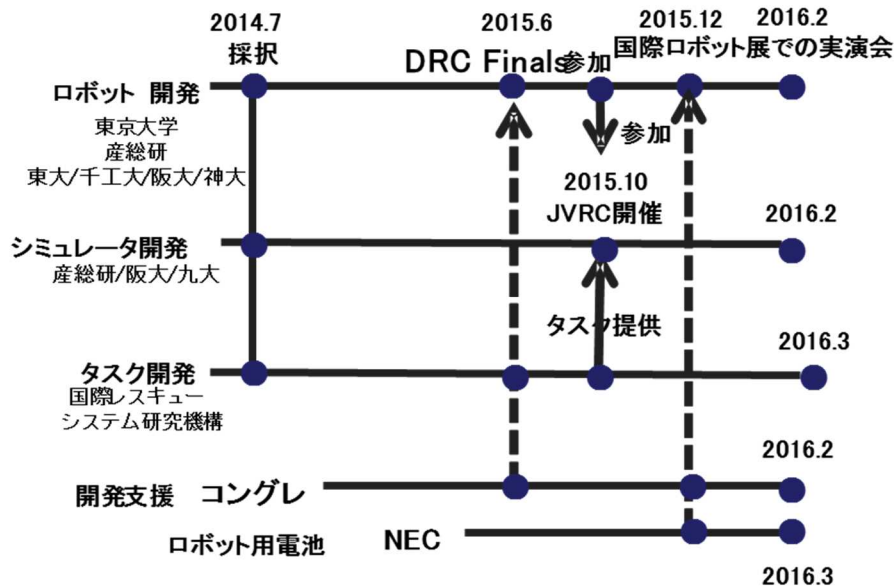 2014.7
採択
2015.6
DRC Finals
参加
2015.12
国際ロボット展での実演会
2016.2
ロボット 開発
東京大学
産総研
東大/千工大/阪大/神大
参加
2015.10
JVRC開催
2016.2
シミュレータ開発
産総研/阪大/九大
タスク提供
2016.3
タスク開発
国際レスキュー
システム研究機構
2016.2
開発支援 コングレ
ロボット用電池 NEC
2016.3